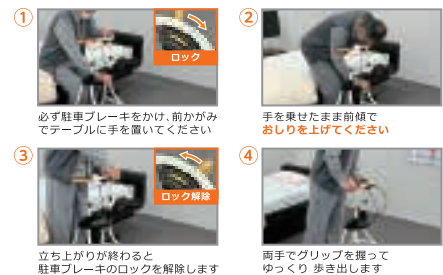 ①
ロック
必ず駐車ブレーキをかけ、前かがみ
でテーブルに手を置いてください
②
手を乗せたまま前傾で
おしりを上げてください
③
ロック解除
立ち上がりが終わると
駐車ブレーキのロックを解除します
④
両手でグリップを握って
ゆっくり 歩き出します